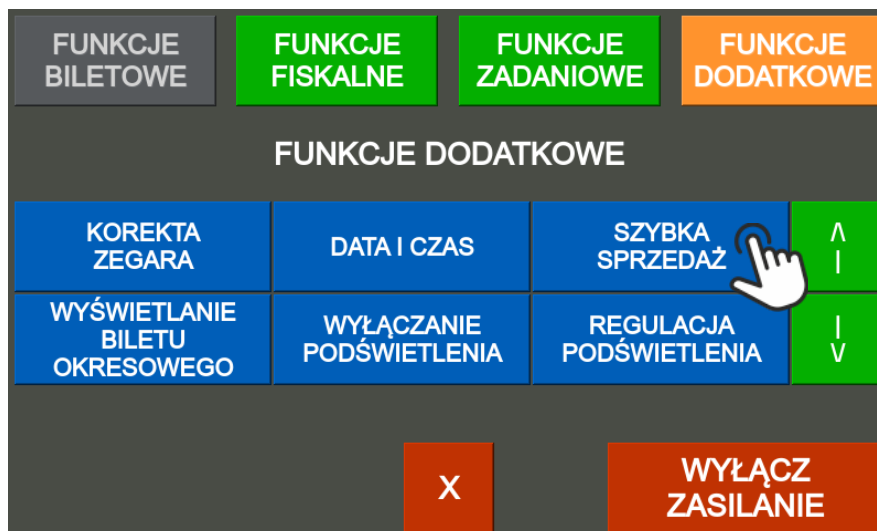 FUNKCJE
BILETOWE
FUNKCJE
FISKALNE
FUNKCJE
ZADANIOWE
FUNKCJE
DODATKOWE
FUNKCJE DODATKOWE
KOREKTA
ZEGARA
DATA I CZAS
SZYBKA
SPRZEDAŻ
WYŚWIETLANIE
BILETU
OKRESOWEGO
WYŁĄCZANIE
PODŚWIETLENIA
REGULACJA
PODŚWIETLENIA
X
WYŁĄCZ
ZASILANIE